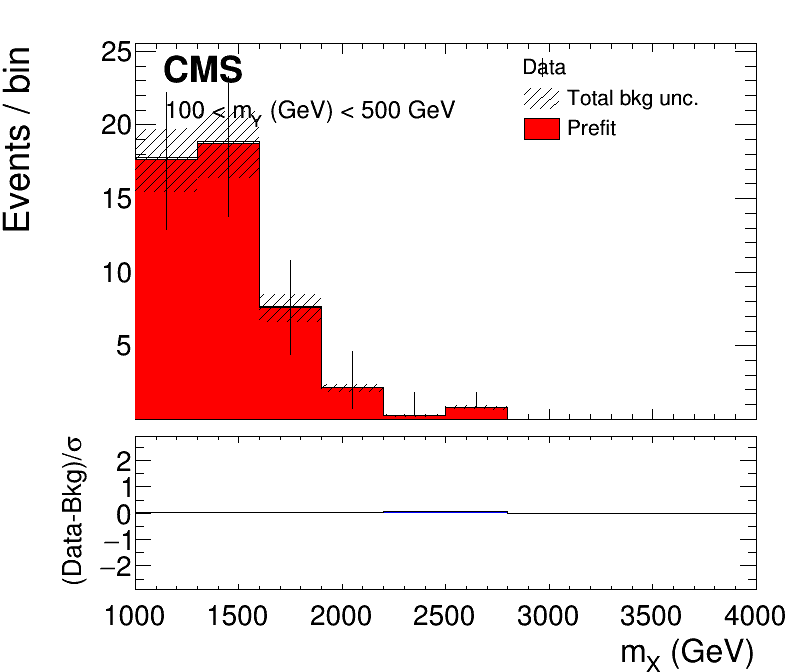 Events / bin
25
20
15
10
5
CMS
100 < m_Y (GeV) < 500 GeV
Data
Total bkg unc.
Prefit
(Data-Bkg)/σ
2
1
0
−1
−2
1000 1500 2000 2500 3000 3500 4000
m_X (GeV)